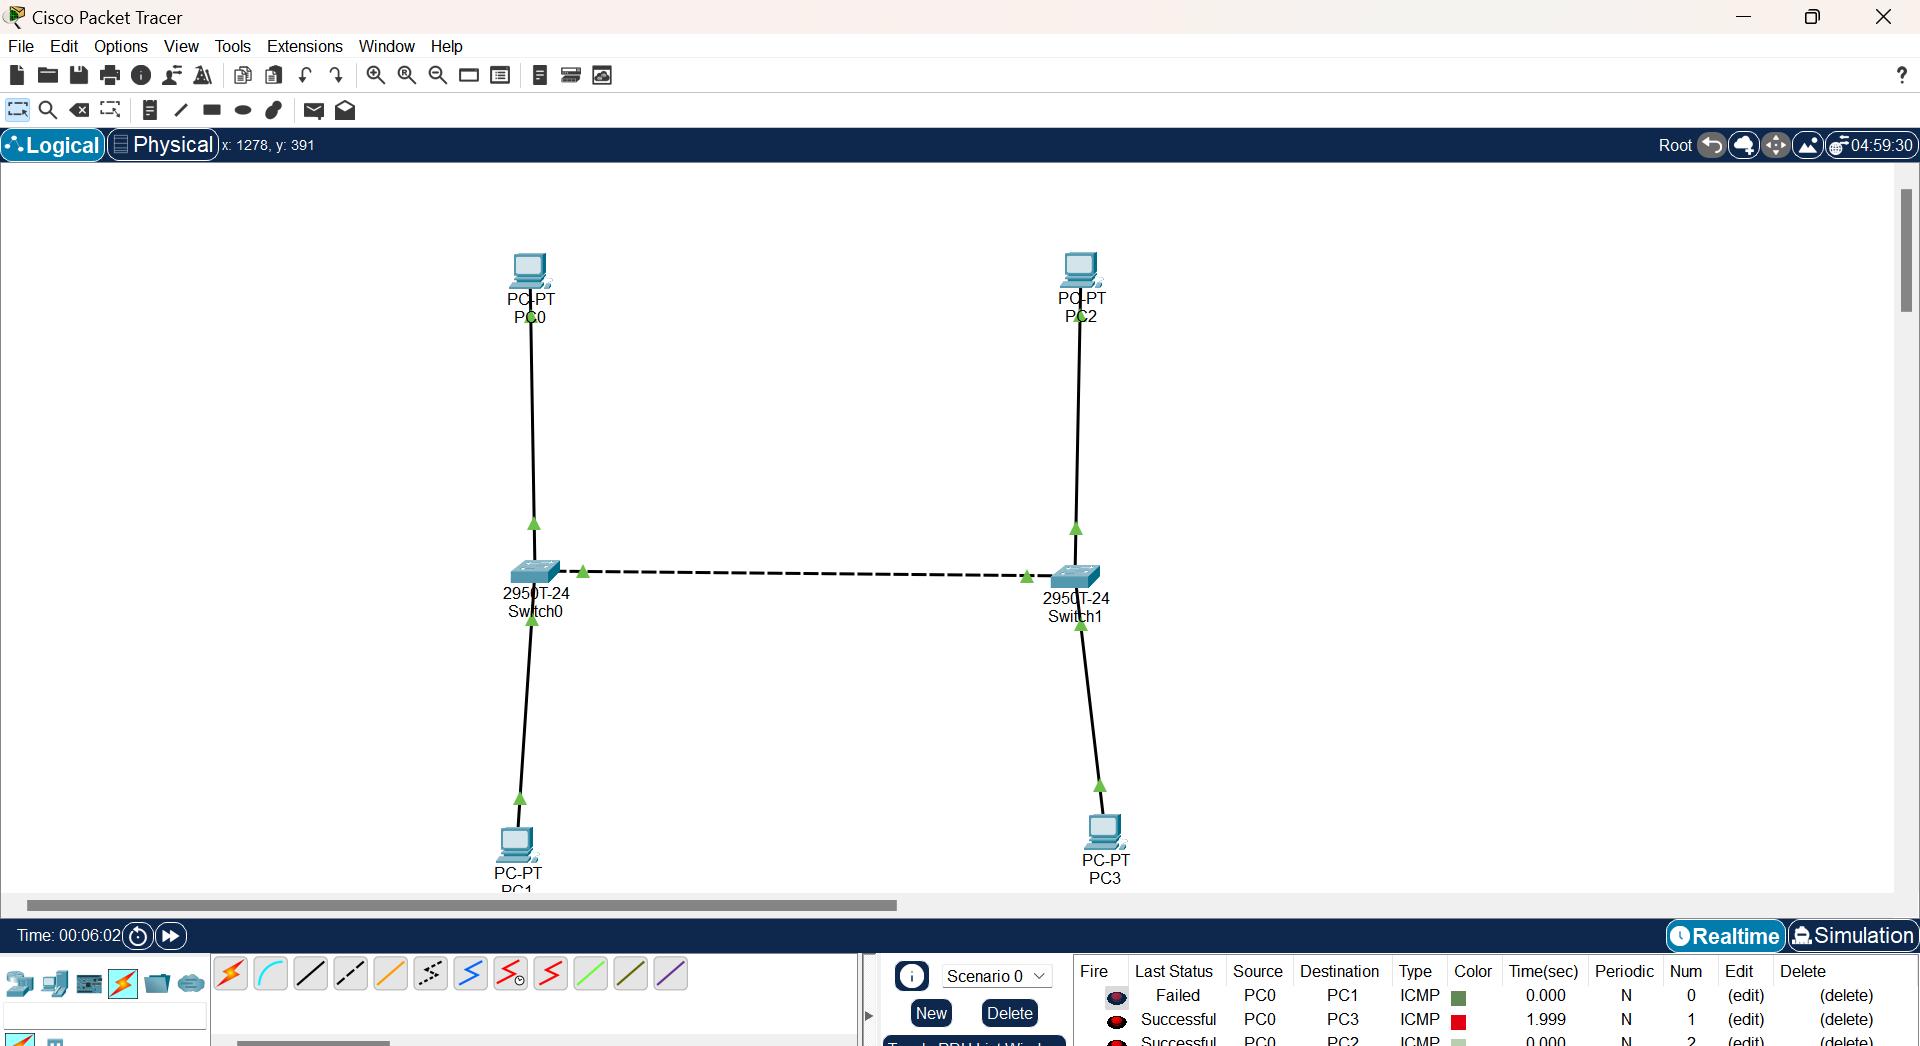 Cisco Packet Tracer
File Edit Options View Tools Extensions Window Help
?
Logical Physical x: 1278, y: 391 Root 04:59:30
PC-PT
PC0
PC-PT
PC2
2950T-24
Switch0
2950T-24
Switch1
PC-PT
PC1
PC-PT
PC3
Time: 00:06:02 Realtime Simulation
Scenario 0
New Delete
Fire Last Status Source Destination Type Color Time(sec) Periodic Num Edit Delete
Failed PC0 PC1 ICMP 0.000 N 0 (edit) (delete)
Successful PC0 PC3 ICMP 1.999 N 1 (edit) (delete)
Successful PC0 PC2 ICMP 0.000 N 2 (edit) (delete)